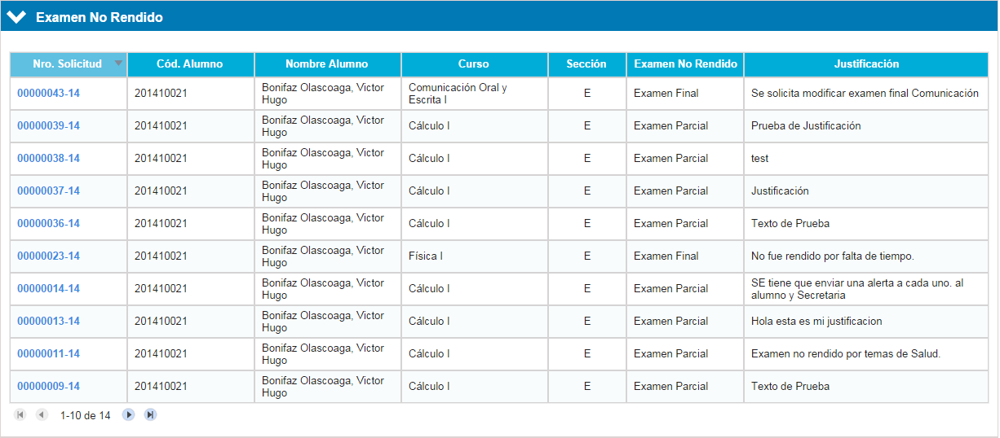 Examen No Rendido
Nro. Solicitud Cód. Alumno Nombre Alumno Curso Sección Examen No Rendido Justificación
00000043-14 201410021 Bonifaz Olascoaga, Victor Hugo Comunicación Oral y Escrita I E Examen Final Se solicita modificar examen final Comunicación
00000039-14 201410021 Bonifaz Olascoaga, Victor Hugo Cálculo I E Examen Parcial Prueba de Justificación
00000038-14 201410021 Bonifaz Olascoaga, Victor Hugo Cálculo I E Examen Parcial test
00000037-14 201410021 Bonifaz Olascoaga, Victor Hugo Cálculo I E Examen Parcial Justificación
00000036-14 201410021 Bonifaz Olascoaga, Victor Hugo Cálculo I E Examen Parcial Texto de Prueba
00000023-14 201410021 Bonifaz Olascoaga, Victor Hugo Física I E Examen Final No fue rendido por falta de tiempo.
00000014-14 201410021 Bonifaz Olascoaga, Victor Hugo Cálculo I E Examen Parcial SE tiene que enviar una alerta a cada uno. al alumno y Secretaria
00000013-14 201410021 Bonifaz Olascoaga, Victor Hugo Cálculo I E Examen Parcial Hola esta es mi justificacion
00000011-14 201410021 Bonifaz Olascoaga, Victor Hugo Cálculo I E Examen Parcial Examen no rendido por temas de Salud.
00000009-14 201410021 Bonifaz Olascoaga, Victor Hugo Cálculo I E Examen Parcial Texto de Prueba
1-10 de 14